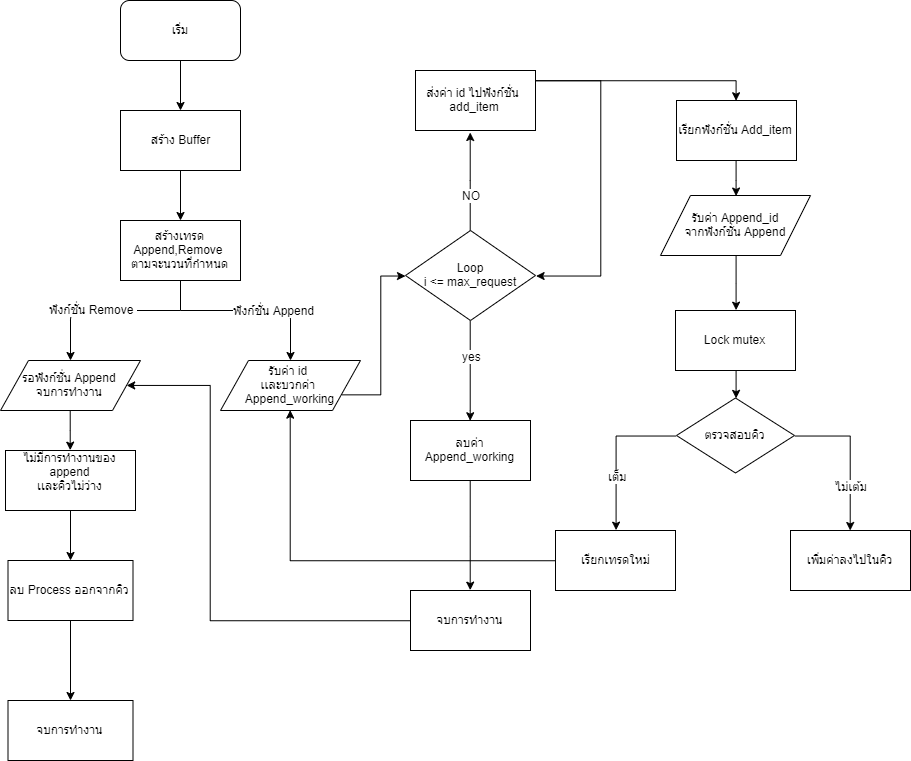 เริ่ม
สร้าง Buffer
สร้างเทรด
Append,Remove
ตามจะนวนที่กำหนด
ฟังก์ชั่น Remove
ฟังก์ชั่น Append
รอฟังก์ชั่น Append
จบการทำงาน
รับค่า id
และบวกค่า
Append_working
ไม่มีการทำงานของ
append
และคิวไม่ว่าง
ลบ Process ออกจากคิว
จบการทำงาน
ส่งค่า id ไปฟังก์ชั่น
add_item
NO
Loop
i <= max_request
yes
ลบค่า
Append_working
จบการทำงาน
เรียกฟังก์ชั่น Add_item
รับค่า Append_id
จากฟังก์ชั่น Append
Lock mutex
ตรวจสอบคิว
เต็ม
ไม่เต้ม
เรียกเทรดใหม่
เพิ่มค่าลงไปในคิว